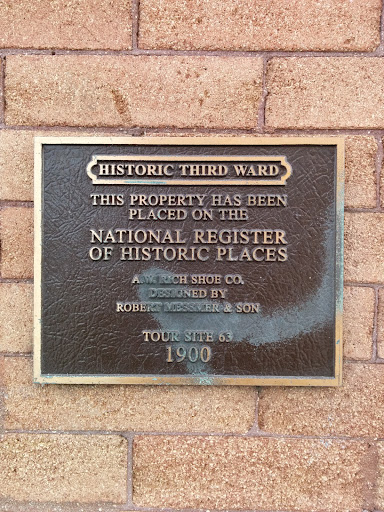 HISTORIC THIRD WARD
THIS PROPERTY HAS BEEN
PLACED ON THE
NATIONAL REGISTER
OF HISTORIC PLACES
A.W. RICH SHOE CO.
DESIGNED BY
ROBERT MESSMER & SON
TOUR SITE 63
1900